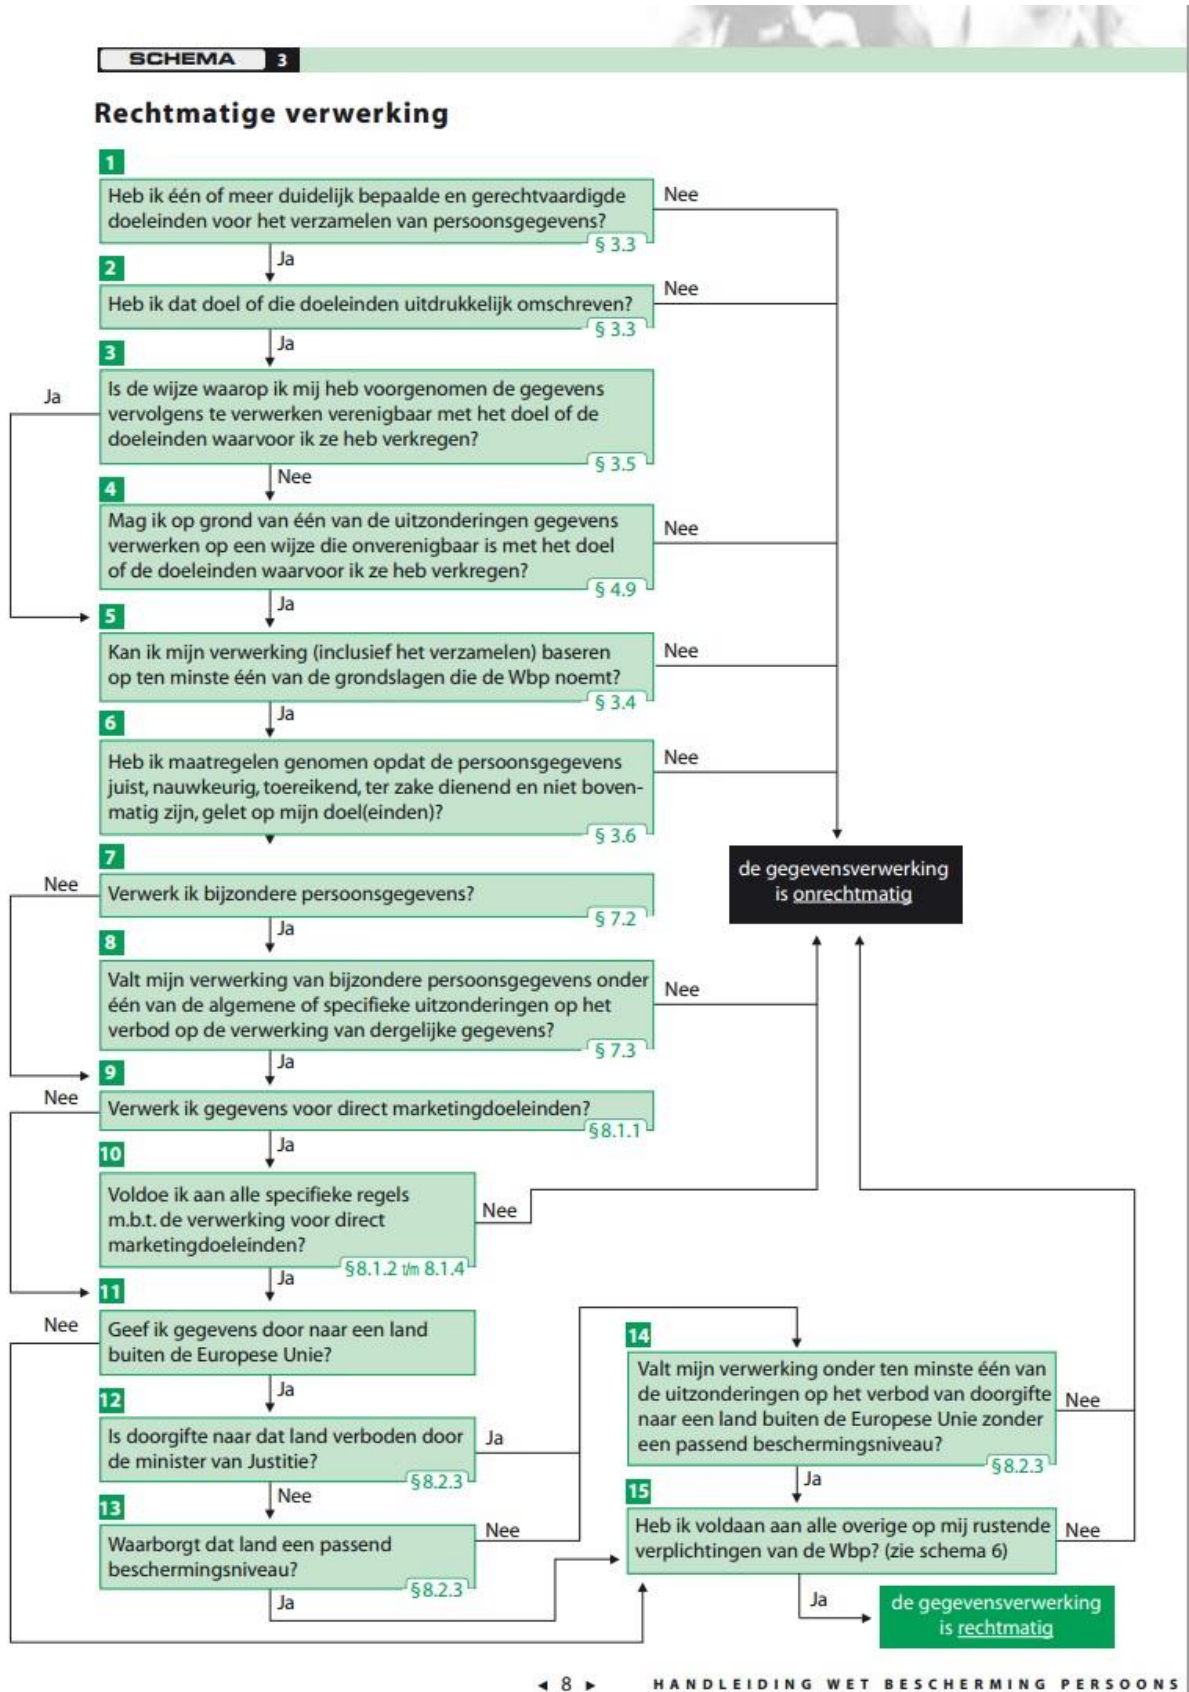 SCHEMA 3
Rechtmatige verwerking
1
Heb ik één of meer duidelijk bepaalde en gerechtvaardigde
doeleinden voor het verzamelen van persoonsgegevens?
§ 3.3
Nee
Ja
2
Heb ik dat doel of die doeleinden uitdrukkelijk omschreven?
§ 3.3
Nee
Ja
3
Is de wijze waarop ik mij heb voorgenomen de gegevens
vervolgens te verwerken verenigbaar met het doel of de
doeleinden waarvoor ik ze heb verkregen?
§ 3.5
Ja
Nee
4
Mag ik op grond van één van de uitzonderingen gegevens
verwerken op een wijze die onverenigbaar is met het doel
of de doeleinden waarvoor ik ze heb verkregen?
§ 4.9
Nee
Ja
5
Kan ik mijn verwerking (inclusief het verzamelen) baseren
op ten minste één van de grondslagen die de Wbp noemt?
§ 3.4
Nee
Ja
6
Heb ik maatregelen genomen opdat de persoonsgegevens
juist, nauwkeurig, toereikend, ter zake dienend en niet boven-
matig zijn, gelet op mijn doel(einden)?
§ 3.6
Nee
de gegevensverwerking
is onrechtmatig
7
Verwerk ik bijzondere persoonsgegevens?
§ 7.2
Nee
Ja
8
Valt mijn verwerking van bijzondere persoonsgegevens onder
één van de algemene of specifieke uitzonderingen op het
verbod op de verwerking van dergelijke gegevens?
§ 7.3
Nee
Ja
9
Verwerk ik gegevens voor direct marketingdoeleinden?
§8.1.1
Nee
Ja
10
Voldoe ik aan alle specifieke regels
m.b.t. de verwerking voor direct
marketingdoeleinden?
§8.1.2 t/m 8.1.4
Nee
Ja
11
Geef ik gegevens door naar een land
buiten de Europese Unie?
Nee
Ja
12
Is doorgifte naar dat land verboden door
de minister van Justitie?
§8.2.3
Ja
Nee
13
Waarborgt dat land een passend
beschermingsniveau?
§8.2.3
Nee
Ja
14
Valt mijn verwerking onder ten minste één van
de uitzonderingen op het verbod van doorgifte
naar een land buiten de Europese Unie zonder
een passend beschermingsniveau?
§8.2.3
Nee
Ja
15
Heb ik voldaan aan alle overige op mij rustende
verplichtingen van de Wbp? (zie schema 6)
Nee
Ja
de gegevensverwerking
is rechtmatig
◄ 8 ► HANDLEIDING WET BESCHERMING PERSOONS